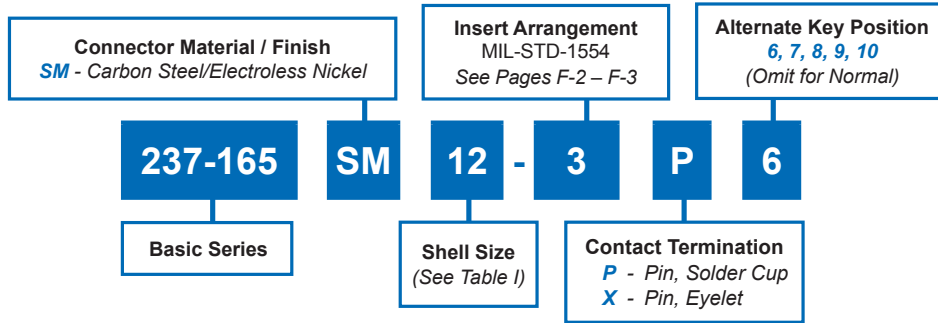 Connector Material / Finish
SM - Carbon Steel/Electroless Nickel
Insert Arrangement
MIL-STD-1554
See Pages F-2 – F-3
Alternate Key Position
6, 7, 8, 9, 10
(Omit for Normal)
237-165 SM 12 - 3 P 6
Basic Series
Shell Size
(See Table I)
Contact Termination
P - Pin, Solder Cup
X - Pin, Eyelet